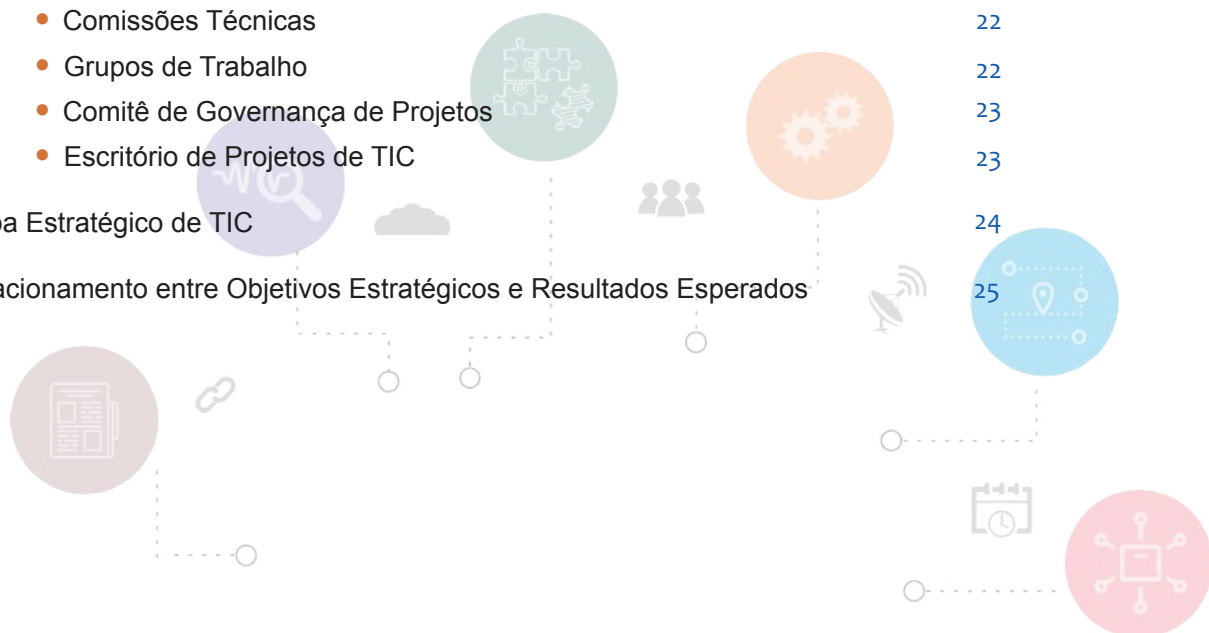 • Comissões Técnicas 22
• Grupos de Trabalho 22
• Comitê de Governança de Projetos 23
• Escritório de Projetos de TIC 23
pa Estratégico de TIC 24
acionamento entre Objetivos Estratégicos e Resultados Esperados 25